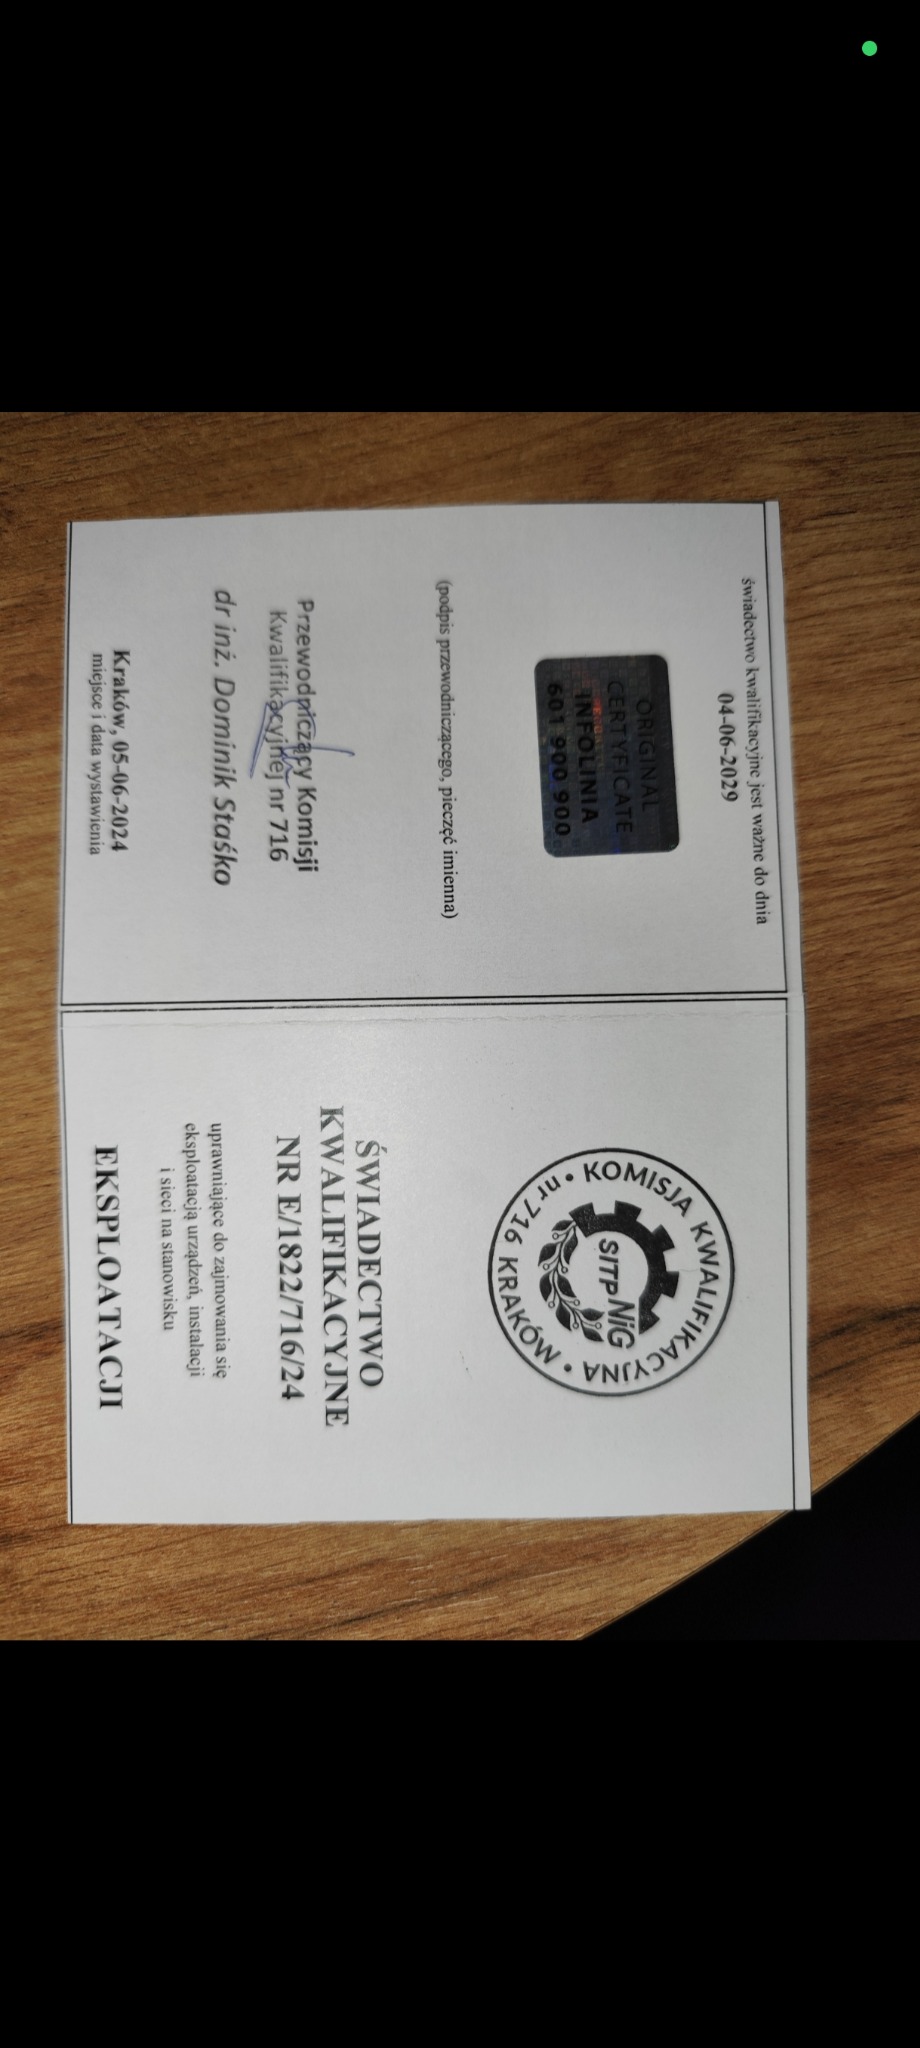 świadectwo kwalifikacyjne jest ważne do dnia
04-06-2029
ORIGINAL
CERTYFICATE
INFOLINIA
601 900 900
(podpis przewodniczącego, pieczęć imienna)
Przewodniczący Komisji
Kwalifikacyjnej nr 716
dr inż. Dominik Staśko
Kraków, 05-06-2024
miejsce i data wystawienia
• KOMISJA KWALIFIKACYJNA • nr 716 KRAKÓW
SITPNiG
ŚWIADECTWO
KWALIFIKACYJNE
NR E/1822/716/24
uprawniające do zajmowania się
eksploatacją urządzeń, instalacji
i sieci na stanowisku
EKSPLOATACJI